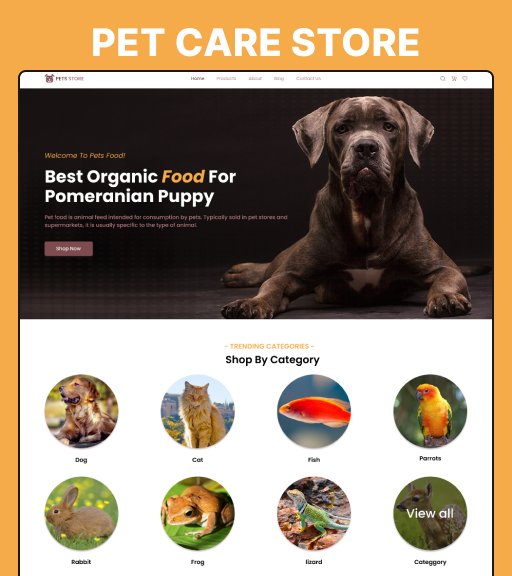 PET CARE STORE
PETS STORE
Home Products About Blog Contact Us
Welcome To Pets Food!
Best Organic Food For
Pomeranian Puppy
Pet food is animal feed intended for consumption by pets. Typically sold in pet stores and
supermarkets, it is usually specific to the type of animal.
Shop Now
- TRENDING CATEGORIES -
Shop By Category
Dog Cat Fish Parrots
View all
Rabbit Frog lizard Categgory